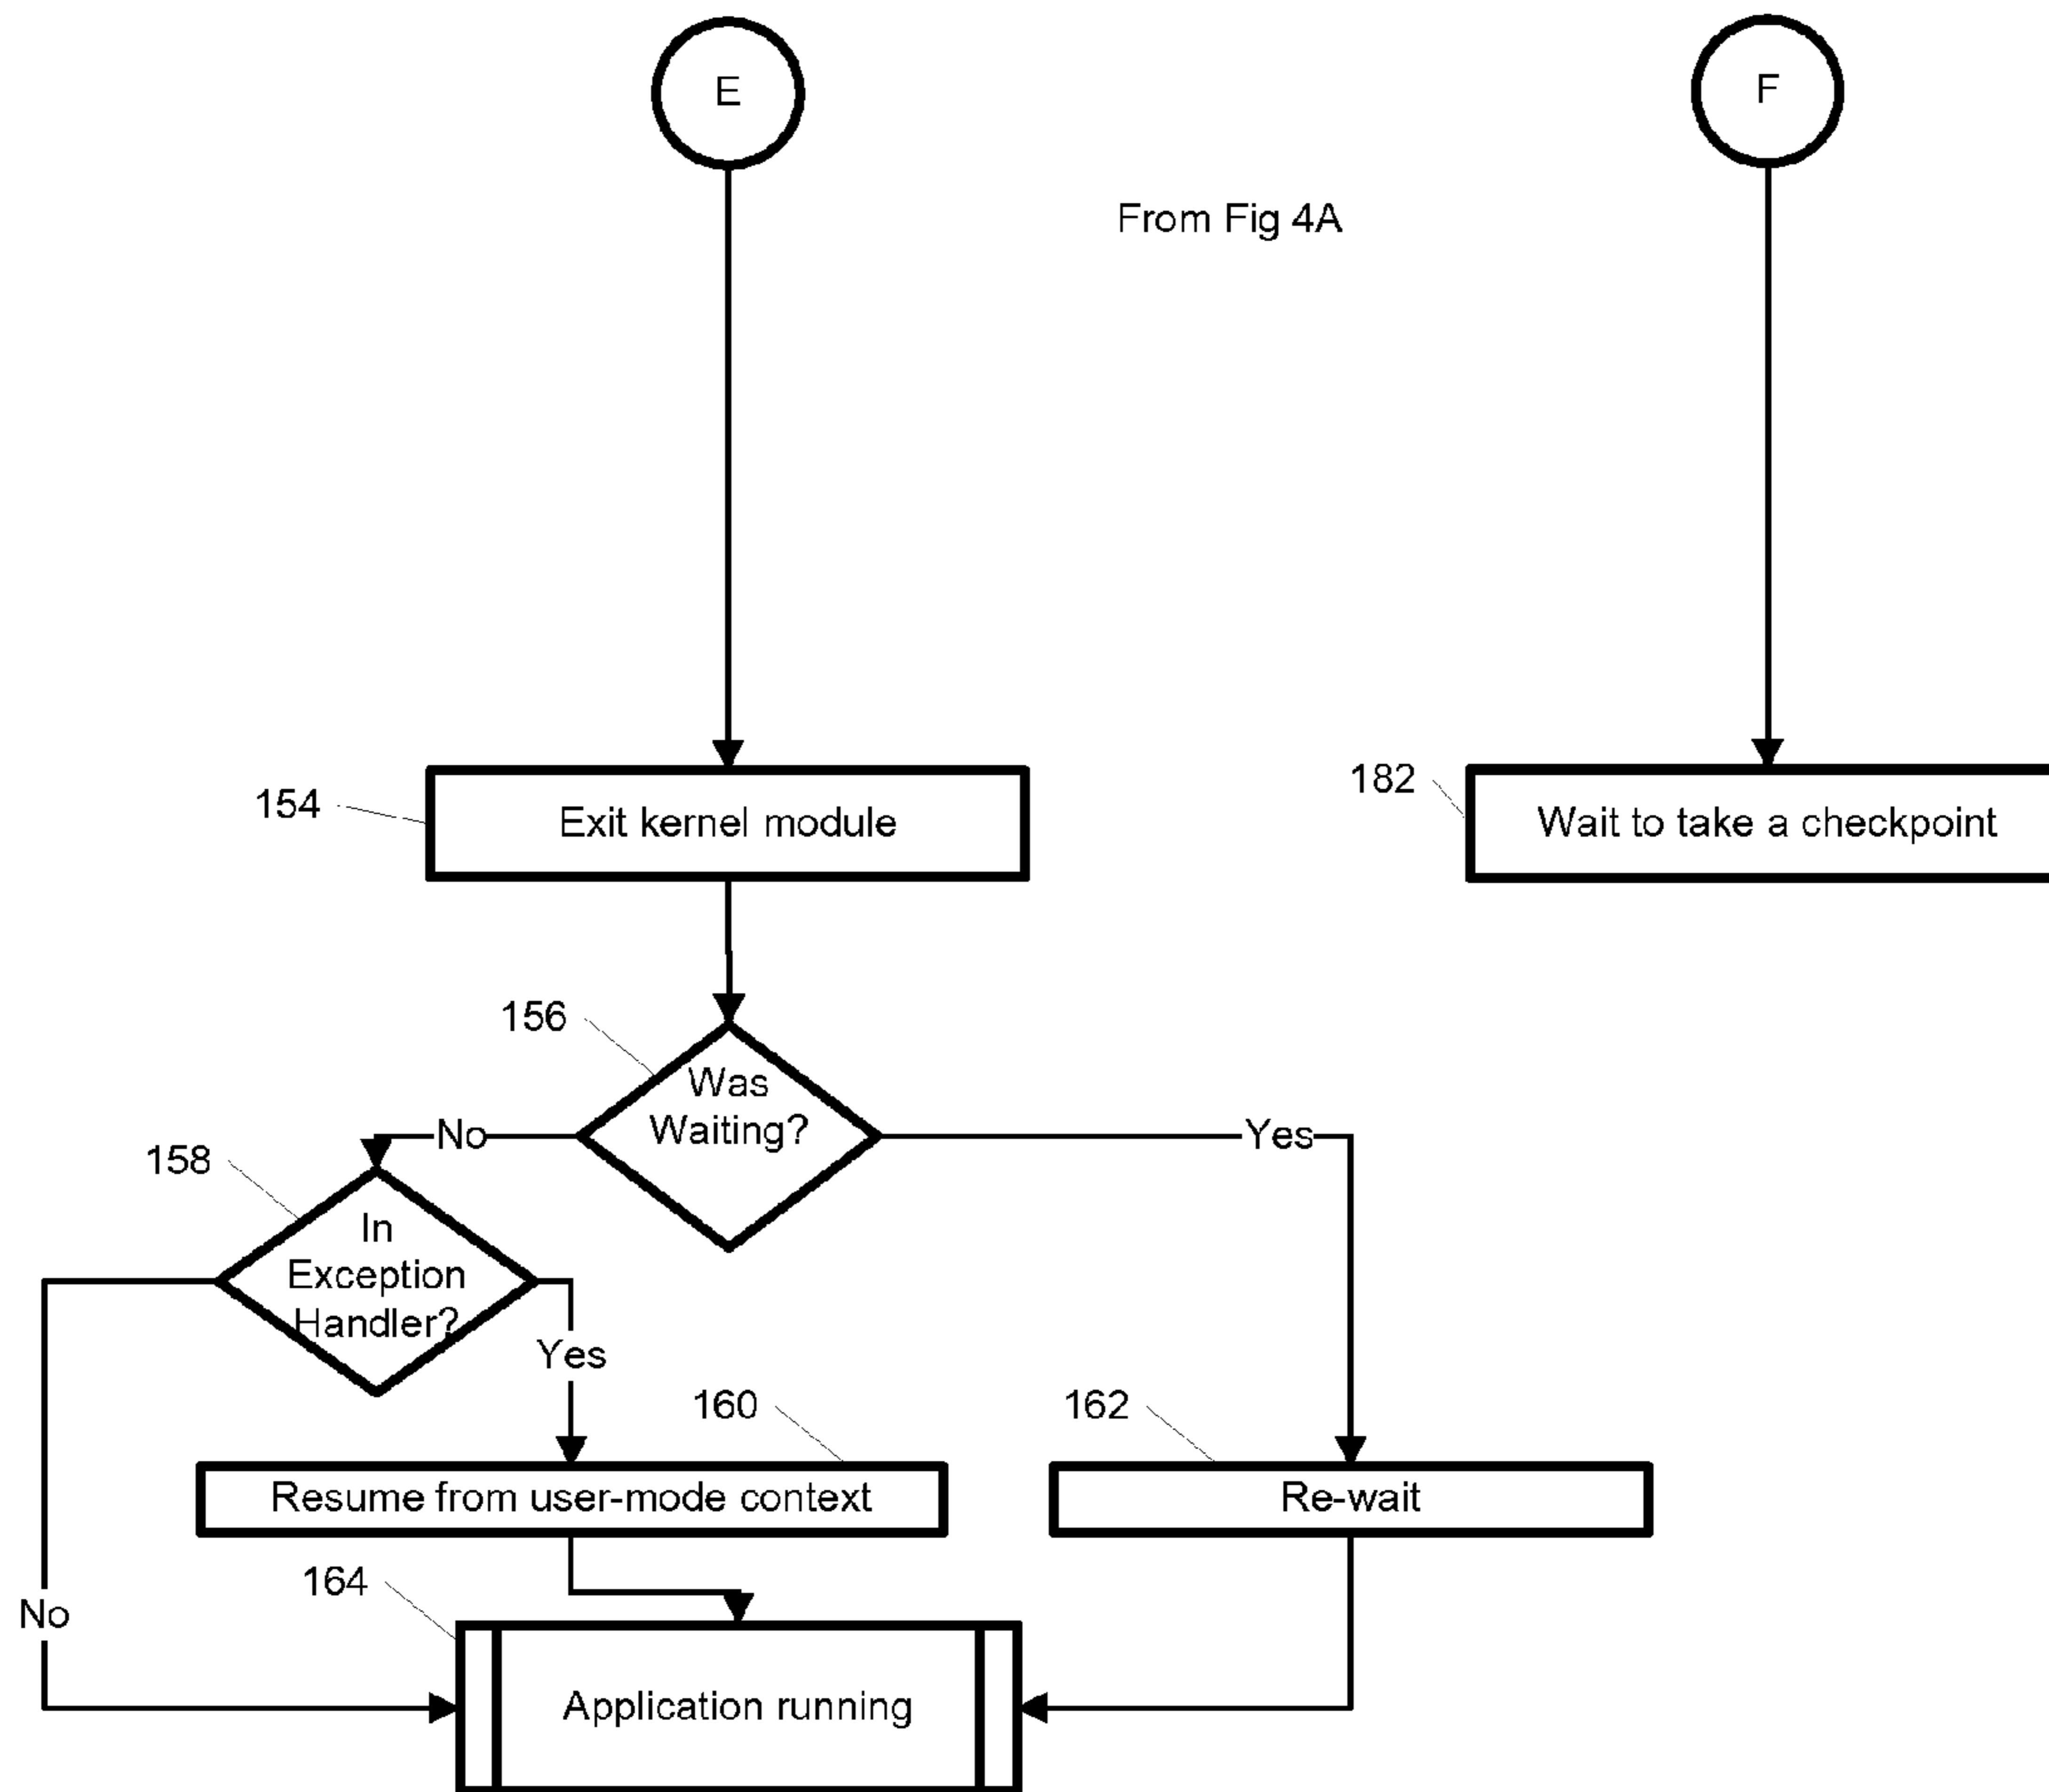 E
F
From Fig 4A
154
Exit kernel module
182
Wait to take a checkpoint
156
Was
Waiting?
No
Yes
158
In
Exception
Handler?
Yes
160
162
Resume from user-mode context
Re-wait
164
No
Application running